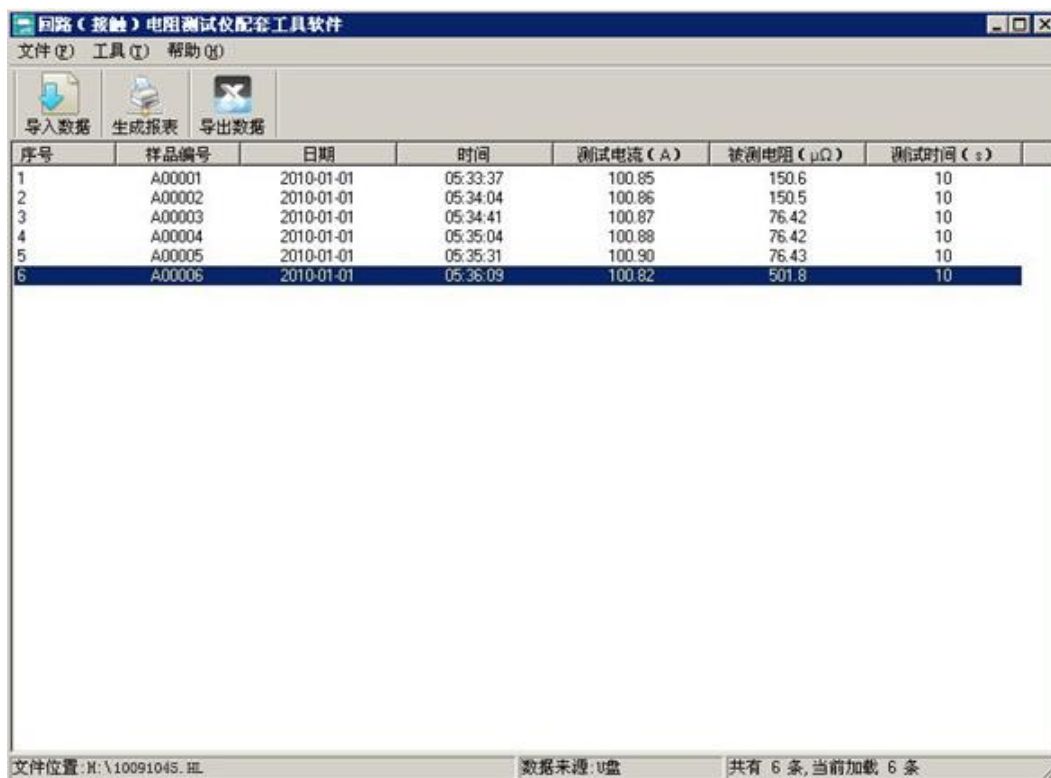 回路（接触）电阻测试仪配套工具软件
文件(F) 工具(T) 帮助(H)
导入数据 生成报表 导出数据
序号 样品编号 日期 时间 测试电流（A） 被测电阻（μΩ） 测试时间（s）
1 A00001 2010-01-01 05:33:37 100.85 150.6 10
2 A00002 2010-01-01 05:34:04 100.86 150.5 10
3 A00003 2010-01-01 05:34:41 100.87 76.42 10
4 A00004 2010-01-01 05:35:04 100.88 76.42 10
5 A00005 2010-01-01 05:35:31 100.90 76.43 10
6 A00006 2010-01-01 05:36:09 100.82 501.8 10
文件位置:M:\10091045.HL 数据来源:U盘 共有 6 条,当前加载 6 条